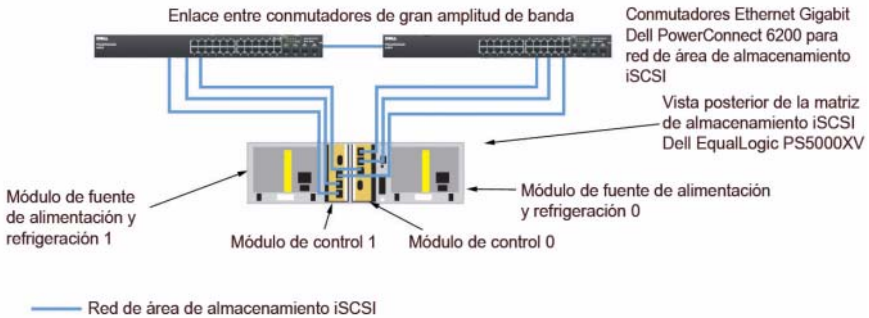 Enlace entre conmutadores de gran amplitud de banda
Conmutadores Ethernet Gigabit
Dell PowerConnect 6200 para
red de área de almacenamiento
iSCSI
Vista posterior de la matriz
de almacenamiento iSCSI
Dell EqualLogic PS5000XV
Módulo de fuente
de alimentación y
refrigeración 1
Módulo de control 1
Módulo de control 0
Módulo de fuente de alimentación
y refrigeración 0
Red de área de almacenamiento iSCSI